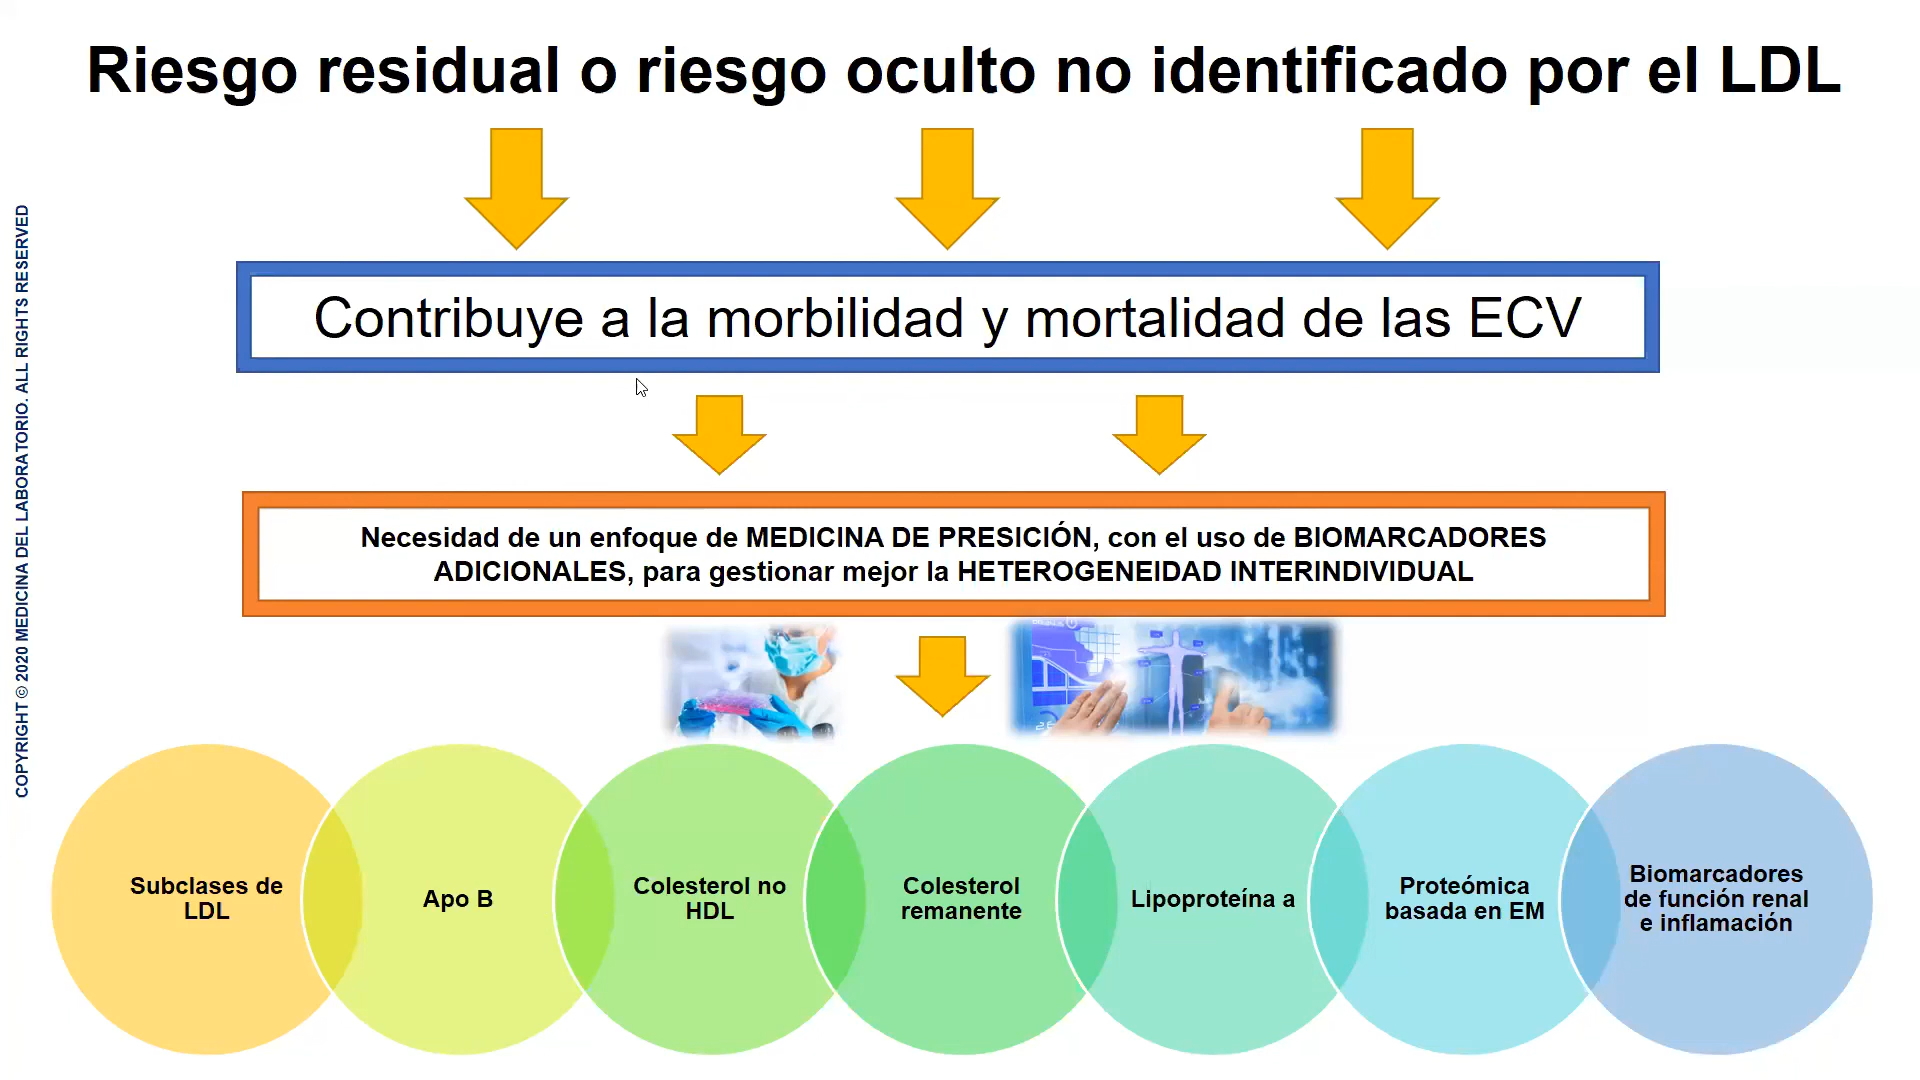 Riesgo residual o riesgo oculto no identificado por el LDL
Contribuye a la morbilidad y mortalidad de las ECV
Necesidad de un enfoque de MEDICINA DE PRESICIÓN, con el uso de BIOMARCADORES
ADICIONALES, para gestionar mejor la HETEROGENEIDAD INTERINDIVIDUAL
Subclases de
LDL
Apo B
Colesterol no
HDL
Colesterol
remanente
Lipoproteína a
Proteómica
basada en EM
Biomarcadores
de función renal
e inflamación
COPYRIGHT © 2020 MEDICINA DEL LABORATORIO. ALL RIGHTS RESERVED